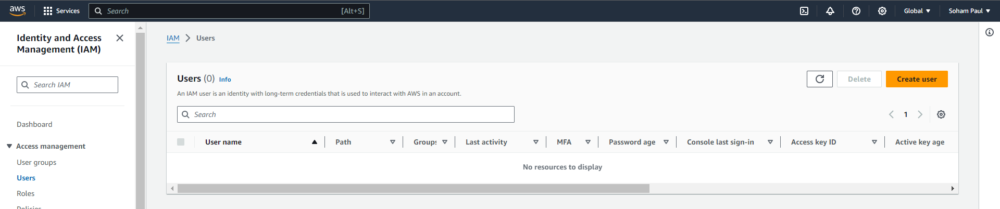 aws Services Search [Alt+S] Global Soham Paul
Identity and Access
Management (IAM)
Search IAM
Dashboard
Access management
User groups
Users
Roles
Policies
IAM > Users
Users (0) Info
Delete Create user
An IAM user is an identity with long-term credentials that is used to interact with AWS in an account.
Search
1
User name Path Groups Last activity MFA Password age Console last sign-in Access key ID Active key age
No resources to display